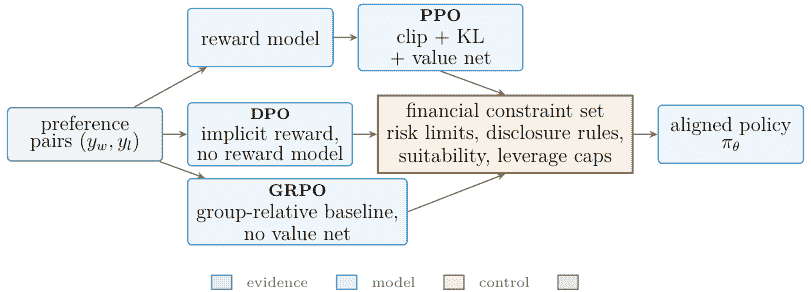 reward model
PPO
clip + KL
+ value net
preference
pairs (y_w, y_l)
DPO
implicit reward,
no reward model
financial constraint set
risk limits, disclosure rules,
suitability, leverage caps
aligned policy
π_θ
GRPO
group-relative baseline,
no value net
evidence
model
control